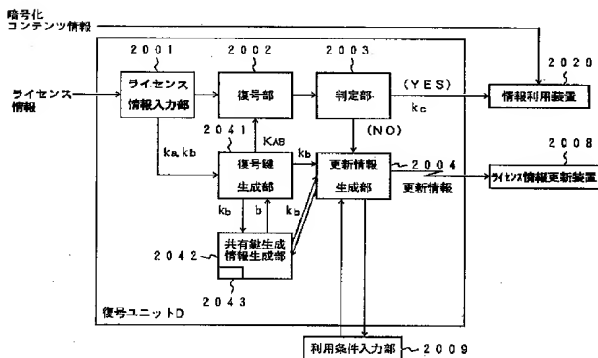 暗号化
コンテンツ情報
2001
2002
2003
2020
ライセンス
情報
ライセンス
情報入力部
復号部
判定部
(YES)
kc
情報利用装置
2041
KAB
(NO)
2008
ka,kb
復号鍵
生成部
kb
更新情報
生成部
2004
更新情報
ライセンス情報更新装置
kb
b
kb
2042
共有鍵生成
情報生成部
2043
復号ユニットD
利用条件入力部
2009